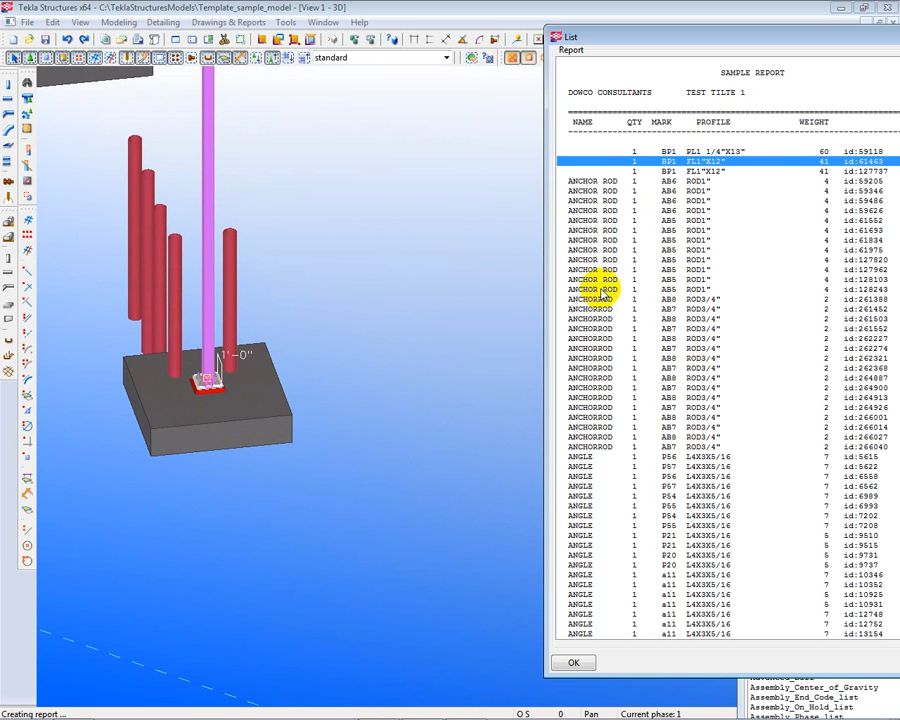 Tekla Structures x64 - C:\TeklaStructuresModels\Template_sample_model - [View 1 - 3D]
File Edit Views Modeling Detailing Drawings & Reports Tools Window Help
standard
List
Report
SAMPLE REPORT
DOWCO CONSULTANTS TEST TILTE 1
NAME QTY MARK PROFILE WEIGHT
1 BP1 PL1 1/4"X13" 60 id:59118
1 BP1 FL1"X12" 41 id:61463
1 BP1 FL1"X12" 41 id:127737
ANCHOR ROD 1 AB6 ROD1" 4 id:59205
ANCHOR ROD 1 AB6 ROD1" 4 id:59346
ANCHOR ROD 1 AB6 ROD1" 4 id:59486
ANCHOR ROD 1 AB6 ROD1" 4 id:59626
ANCHOR ROD 1 AB5 ROD1" 4 id:61552
ANCHOR ROD 1 AB5 ROD1" 4 id:61693
ANCHOR ROD 1 AB5 ROD1" 4 id:61834
ANCHOR ROD 1 AB5 ROD1" 4 id:61975
ANCHOR ROD 1 AB5 ROD1" 4 id:127820
ANCHOR ROD 1 AB5 ROD1" 4 id:127962
ANCHOR ROD 1 AB5 ROD1" 4 id:128103
ANCHOR ROD 1 AB5 ROD1" 4 id:128243
ANCHORROD 1 AB8 ROD3/4" 2 id:261388
ANCHORROD 1 AB7 ROD3/4" 2 id:261452
ANCHORROD 1 AB8 ROD3/4" 2 id:261503
ANCHORROD 1 AB7 ROD3/4" 2 id:261552
ANCHORROD 1 AB8 ROD3/4" 2 id:262227
ANCHORROD 1 AB7 ROD3/4" 2 id:262274
ANCHORROD 1 AB8 ROD3/4" 2 id:262321
ANCHORROD 1 AB7 ROD3/4" 2 id:262368
ANCHORROD 1 AB8 ROD3/4" 2 id:264887
ANCHORROD 1 AB7 ROD3/4" 2 id:264900
ANCHORROD 1 AB8 ROD3/4" 2 id:264913
ANCHORROD 1 AB7 ROD3/4" 2 id:264926
ANCHORROD 1 AB8 ROD3/4" 2 id:266001
ANCHORROD 1 AB7 ROD3/4" 2 id:266014
ANCHORROD 1 AB8 ROD3/4" 2 id:266027
ANCHORROD 1 AB7 ROD3/4" 2 id:266040
ANGLE 1 P56 L4X3X5/16 7 id:5615
ANGLE 1 P57 L4X3X5/16 7 id:5622
ANGLE 1 P56 L4X3X5/16 7 id:6558
ANGLE 1 P57 L4X3X5/16 7 id:6562
ANGLE 1 P54 L4X3X5/16 7 id:6989
ANGLE 1 P55 L4X3X5/16 7 id:6993
ANGLE 1 P54 L4X3X5/16 7 id:7202
ANGLE 1 P55 L4X3X5/16 7 id:7208
ANGLE 1 P21 L4X3X5/16 5 id:9510
ANGLE 1 P21 L4X3X5/16 5 id:9515
ANGLE 1 P20 L4X3X5/16 5 id:9731
ANGLE 1 P20 L4X3X5/16 5 id:9737
ANGLE 1 a11 L4X3X5/16 7 id:10346
ANGLE 1 a11 L4X3X5/16 7 id:10352
ANGLE 1 a11 L4X3X5/16 7 id:10925
ANGLE 1 a11 L4X3X5/16 7 id:10931
ANGLE 1 a11 L4X3X5/16 7 id:12748
ANGLE 1 a11 L4X3X5/16 7 id:12752
ANGLE 1 a11 L4X3X5/16 7 id:13154
1'-0"
OK
Assembly_Center_of_Gravity
Assembly_End_Code_list
Assembly_On_Hold_list
Creating report ... O S 0 Pan Current phase: 1